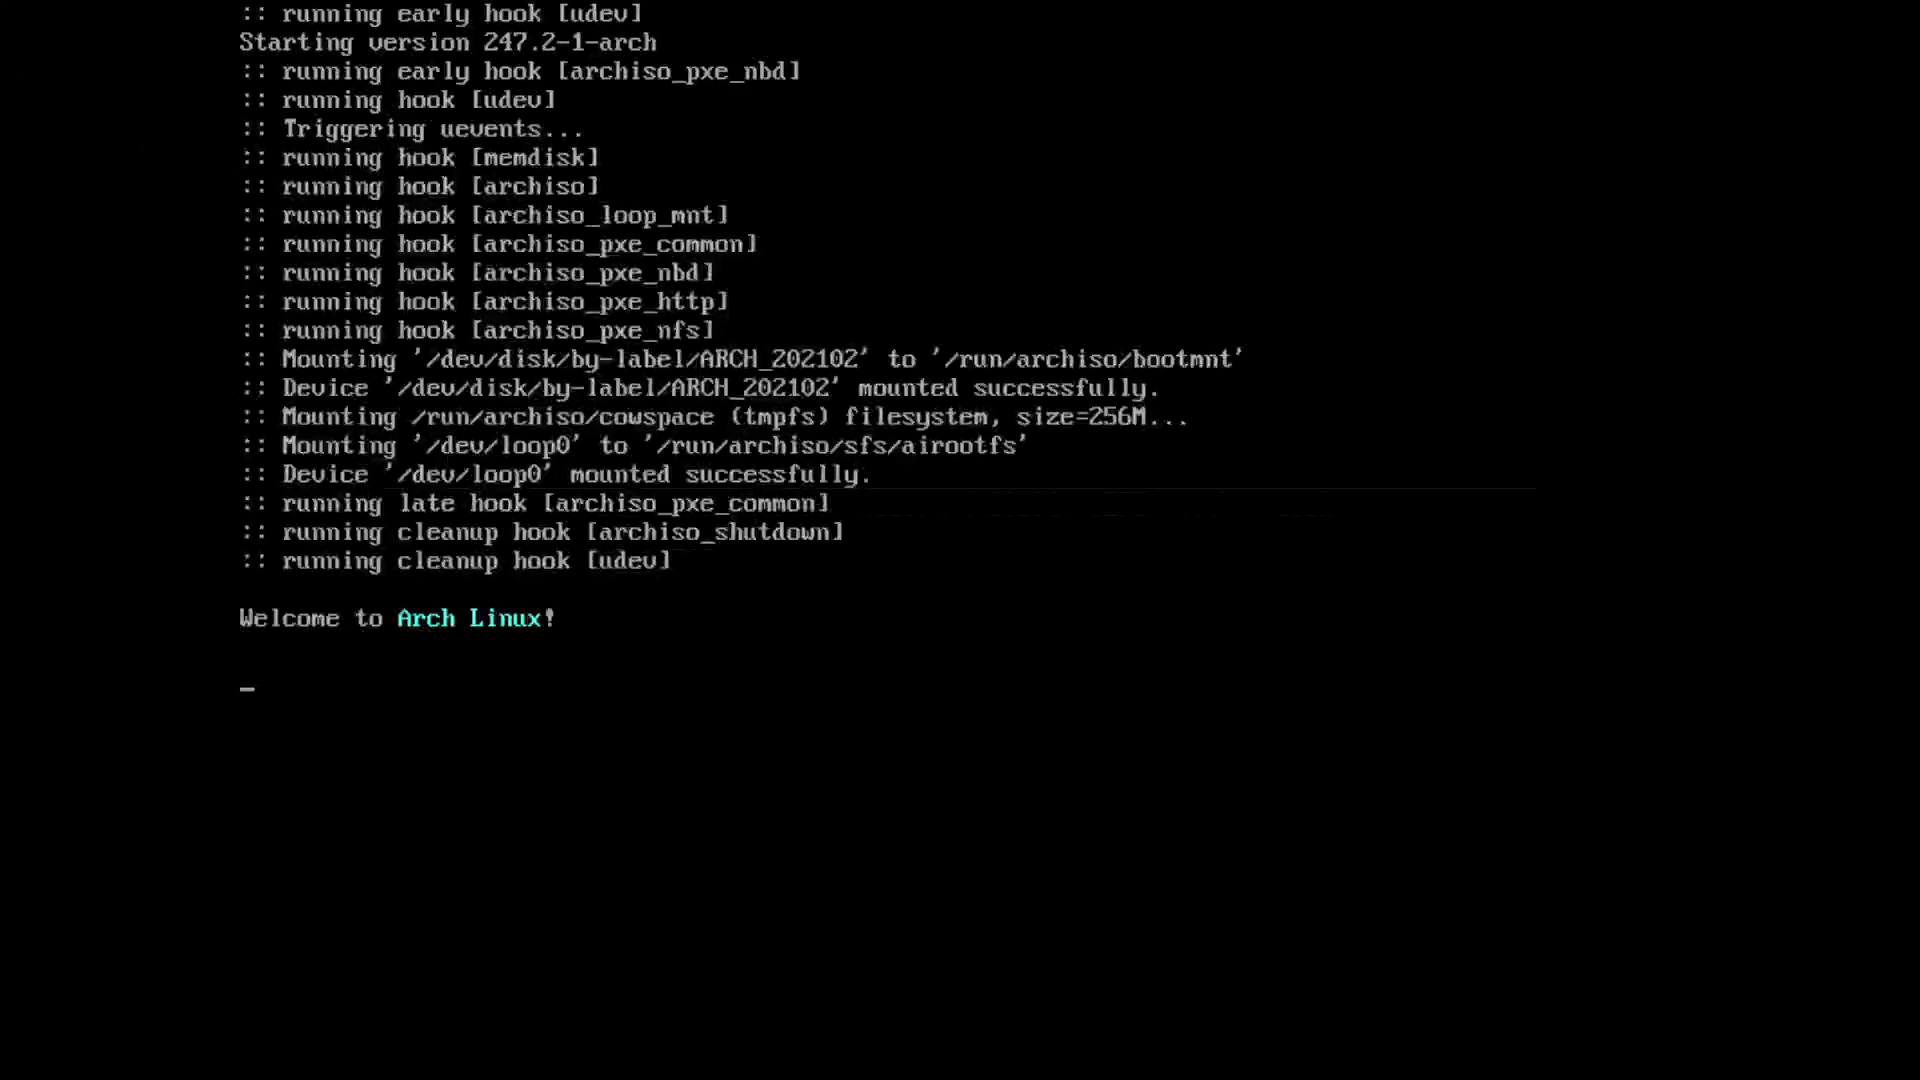 :: running early hook [udev]
Starting version 247.2-1-arch
:: running early hook [archiso_pxe_nbd]
:: running hook [udev]
:: Triggering uevents...
:: running hook [memdisk]
:: running hook [archiso]
:: running hook [archiso_loop_mnt]
:: running hook [archiso_pxe_common]
:: running hook [archiso_pxe_nbd]
:: running hook [archiso_pxe_http]
:: running hook [archiso_pxe_nfs]
:: Mounting '/dev/disk/by-label/ARCH_202102' to '/run/archiso/bootmnt'
:: Device '/dev/disk/by-label/ARCH_202102' mounted successfully.
:: Mounting /run/archiso/cowspace (tmpfs) filesystem, size=256M...
:: Mounting '/dev/loop0' to '/run/archiso/sfs/airootfs'
:: Device '/dev/loop0' mounted successfully.
:: running late hook [archiso_pxe_common]
:: running cleanup hook [archiso_shutdown]
:: running cleanup hook [udev]
Welcome to Arch Linux!
_